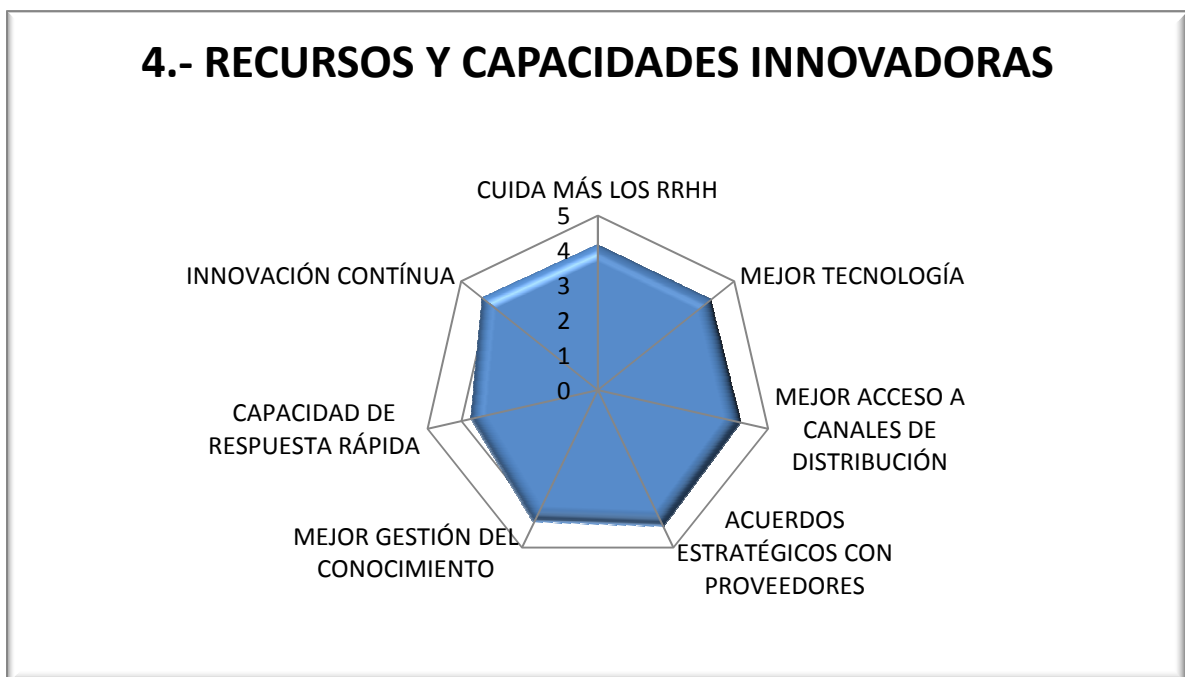 4.- RECURSOS Y CAPACIDADES INNOVADORAS
CUIDA MÁS LOS RRHH
5
4
3
2
1
0
MEJOR TECNOLOGÍA
MEJOR ACCESO A
CANALES DE
DISTRIBUCIÓN
ACUERDOS
ESTRATÉGICOS CON
PROVEEDORES
MEJOR GESTIÓN DEL
CONOCIMIENTO
CAPACIDAD DE
RESPUESTA RÁPIDA
INNOVACIÓN CONTÍNUA